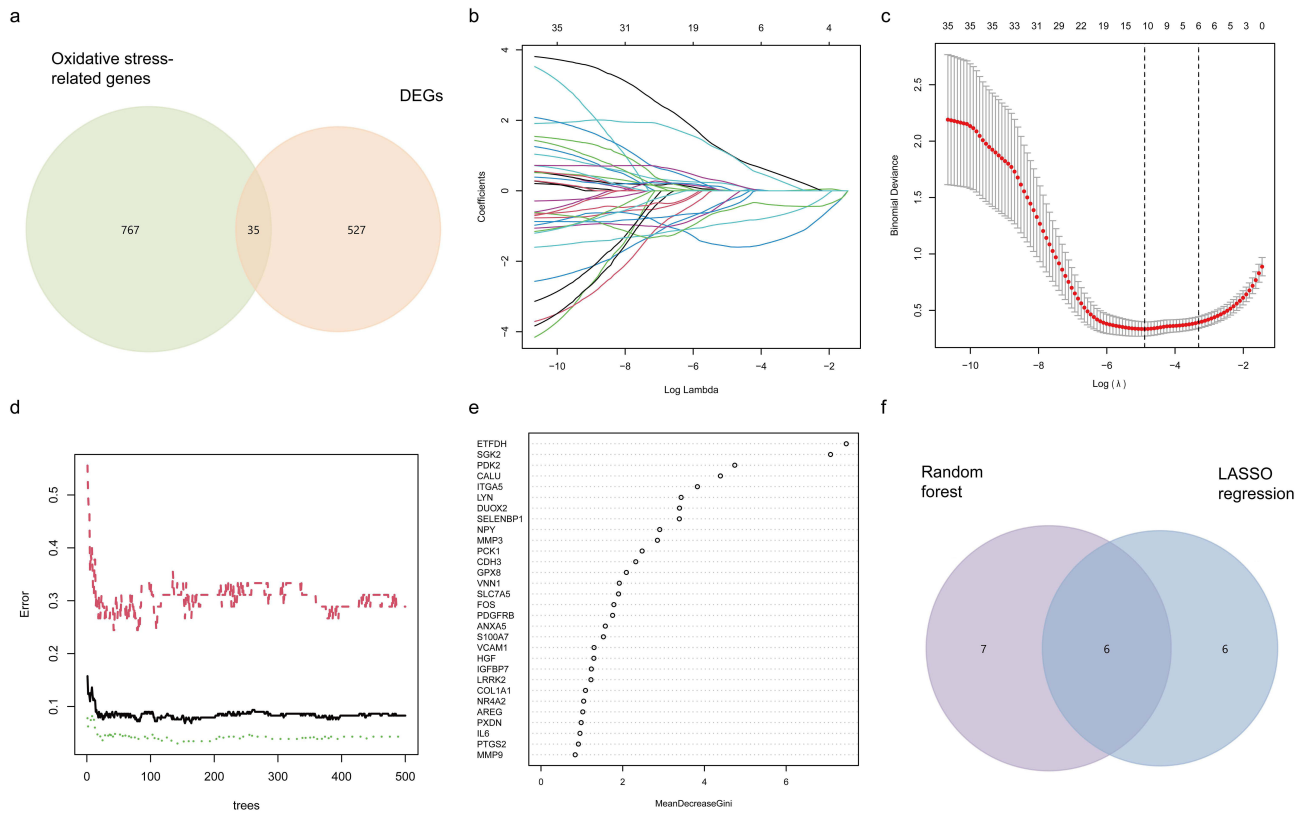 a
Oxidative stress-
related genes
DEGs
767
35
527
b
35
31
19
6
4
4
2
0
−2
−4
Coefficients
−10
−8
−6
−4
−2
Log Lambda
c
35 35 35 33 31 29 22 19 15 10 9 5 6 6 5 3 0
2.5
2.0
1.5
1.0
0.5
Binomial Deviance
−10
−8
−6
−4
−2
Log (λ)
d
0.5
0.4
0.3
0.2
0.1
Error
0
100
200
300
400
500
trees
e
ETFDH
SGK2
PDK2
CALU
ITGA5
LYN
DUOX2
SELENBP1
NPY
MMP3
PCK1
CDH3
GPX8
VNN1
SLC7A5
FOS
PDGFRB
ANXA5
S100A7
VCAM1
HGF
IGFBP7
LRRK2
COL1A1
NR4A2
AREG
PXDN
IL6
PTGS2
MMP9
0
2
4
6
MeanDecreaseGini
f
Random
forest
LASSO
regression
7
6
6